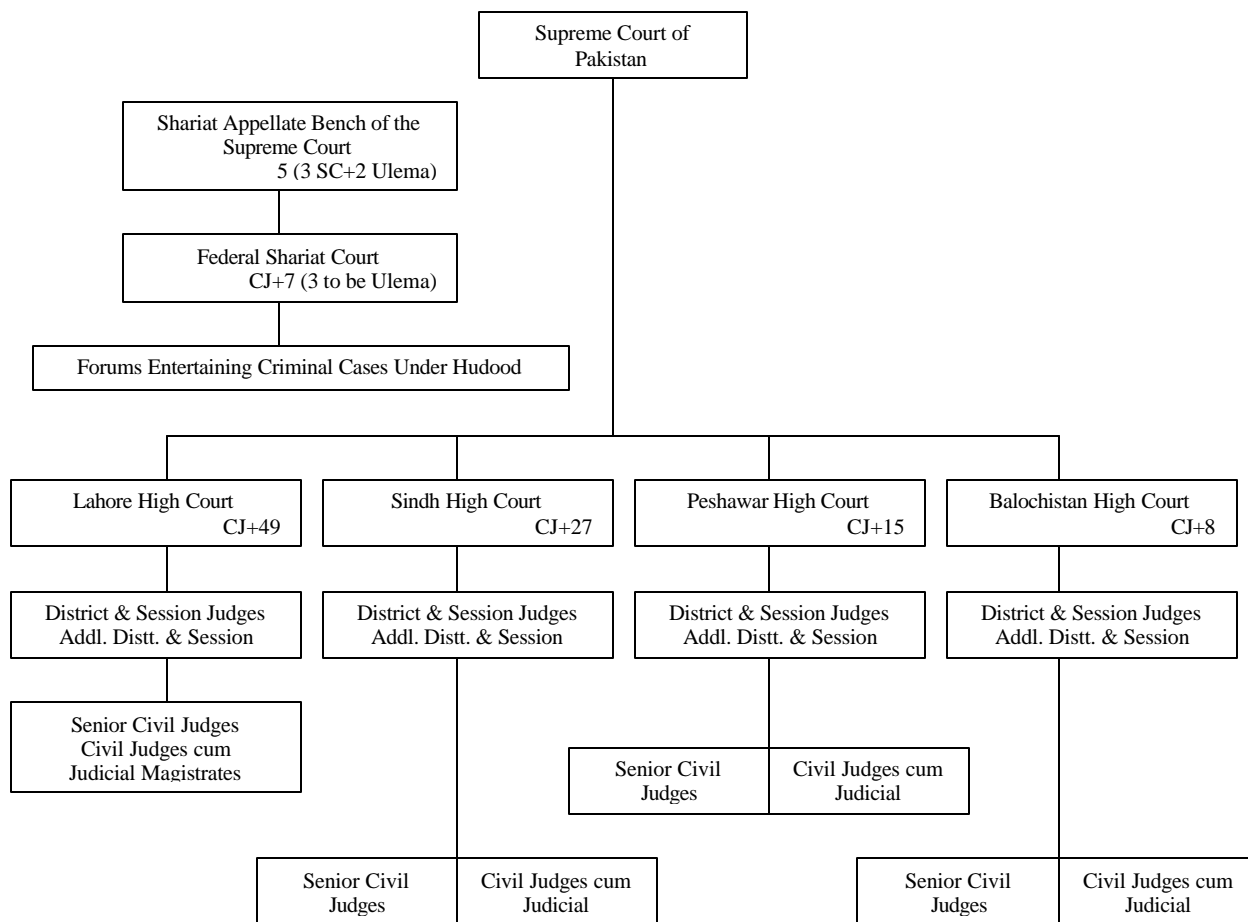 Supreme Court of
Pakistan
Shariat Appellate Bench of the
Supreme Court
5 (3 SC+2 Ulema)
Federal Shariat Court
CJ+7 (3 to be Ulema)
Forums Entertaining Criminal Cases Under Hudood
Lahore High Court
CJ+49
Sindh High Court
CJ+27
Peshawar High Court
CJ+15
Balochistan High Court
CJ+8
District & Session Judges
Addl. Distt. & Session
District & Session Judges
Addl. Distt. & Session
District & Session Judges
Addl. Distt. & Session
District & Session Judges
Addl. Distt. & Session
Senior Civil Judges
Civil Judges cum
Judicial Magistrates
Senior Civil
Judges
Civil Judges cum
Judicial
Senior Civil
Judges
Civil Judges cum
Judicial
Senior Civil
Judges
Civil Judges cum
Judicial